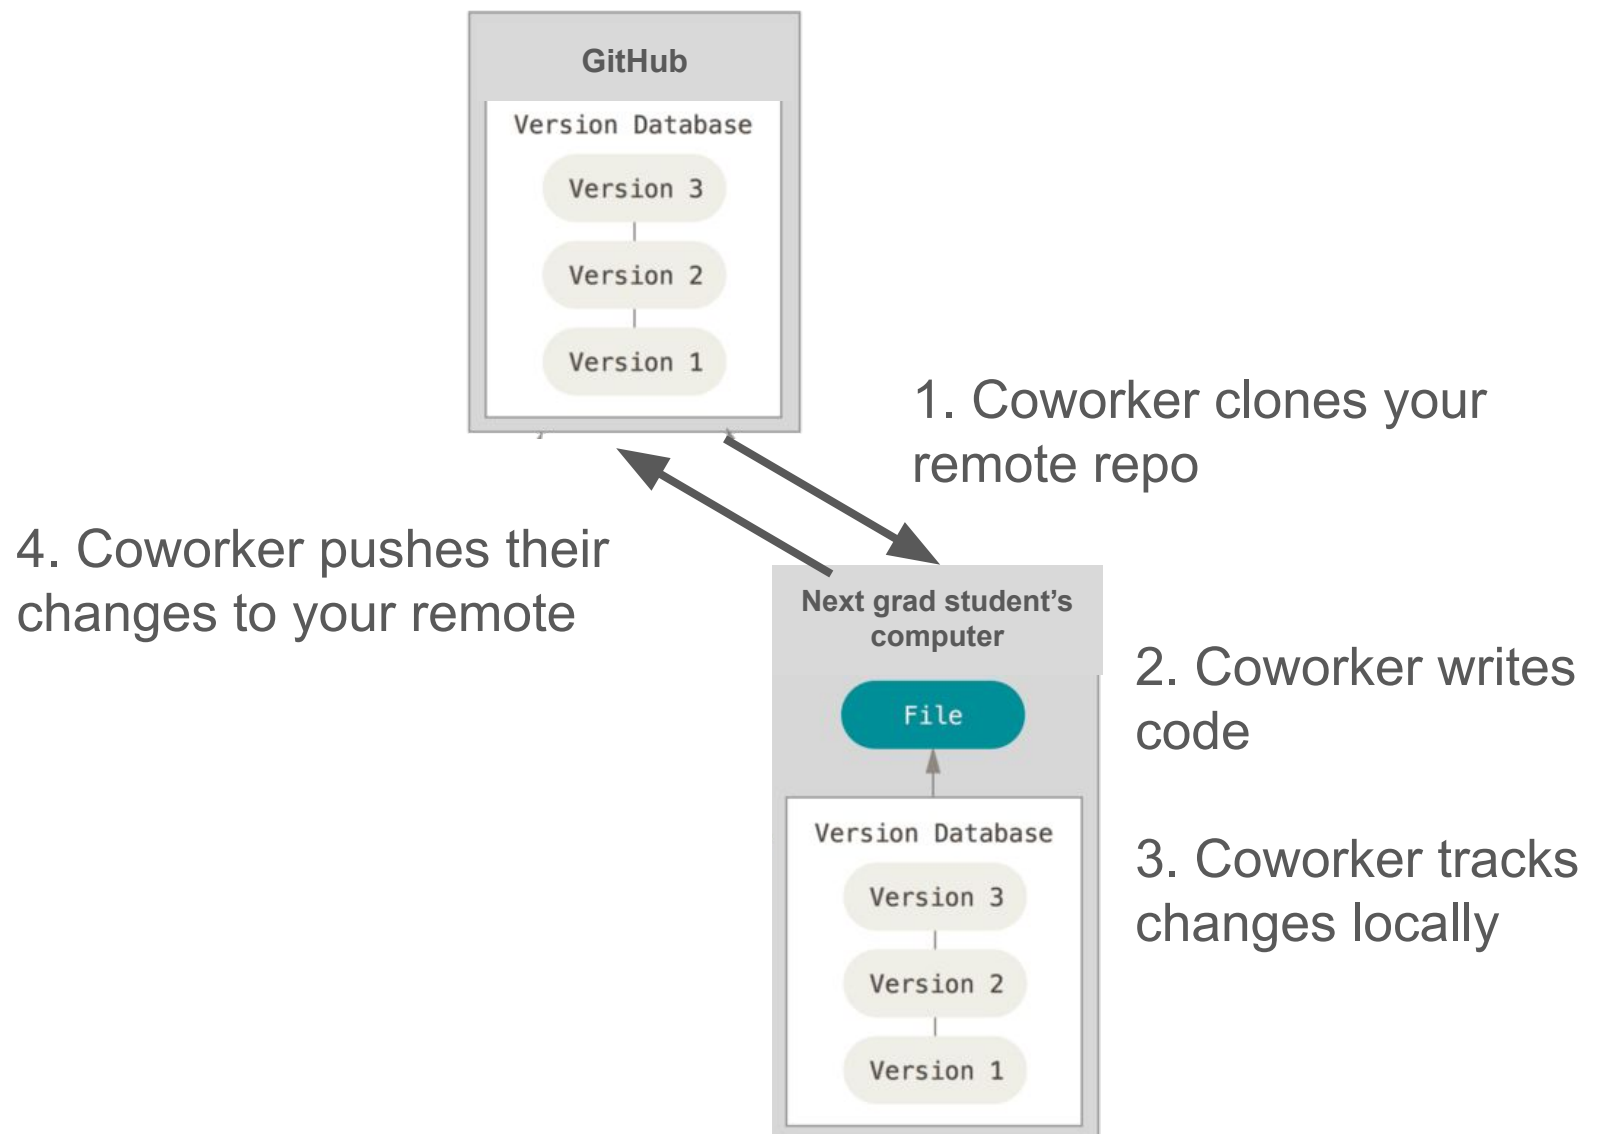 GitHub
Version Database
Version 3
Version 2
Version 1
1. Coworker clones your
remote repo
4. Coworker pushes their
changes to your remote
Next grad student’s
computer
File
Version Database
Version 3
Version 2
Version 1
2. Coworker writes
code
3. Coworker tracks
changes locally